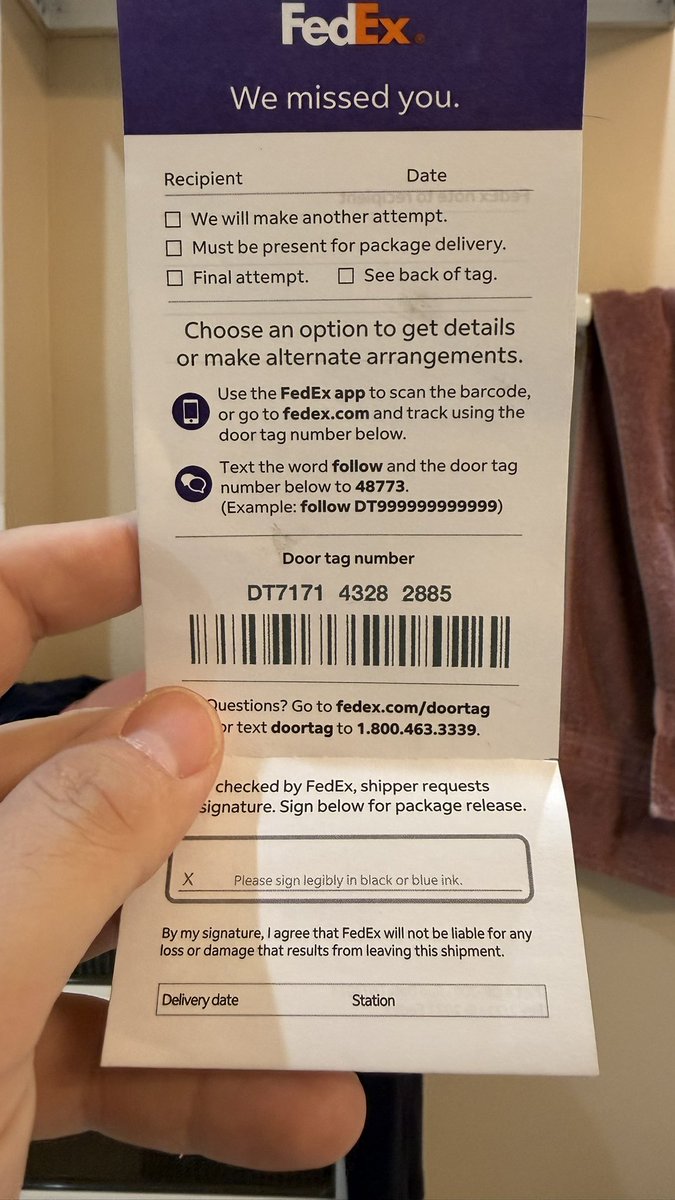 FedEx®
We missed you.
Recipient Date
FedEx note to recipient
We will make another attempt.
Must be present for package delivery.
Final attempt. See back of tag.
Choose an option to get details
or make alternate arrangements.
Use the FedEx app to scan the barcode,
or go to fedex.com and track using the
door tag number below.
Text the word follow and the door tag
number below to 48773.
(Example: follow DT999999999999)
Door tag number
DT7171 4328 2885
Questions? Go to fedex.com/doortag
or text doortag to 1.800.463.3339.
checked by FedEx, shipper requests
signature. Sign below for package release.
X Please sign legibly in black or blue ink.
By my signature, I agree that FedEx will not be liable for any
loss or damage that results from leaving this shipment.
Delivery date Station